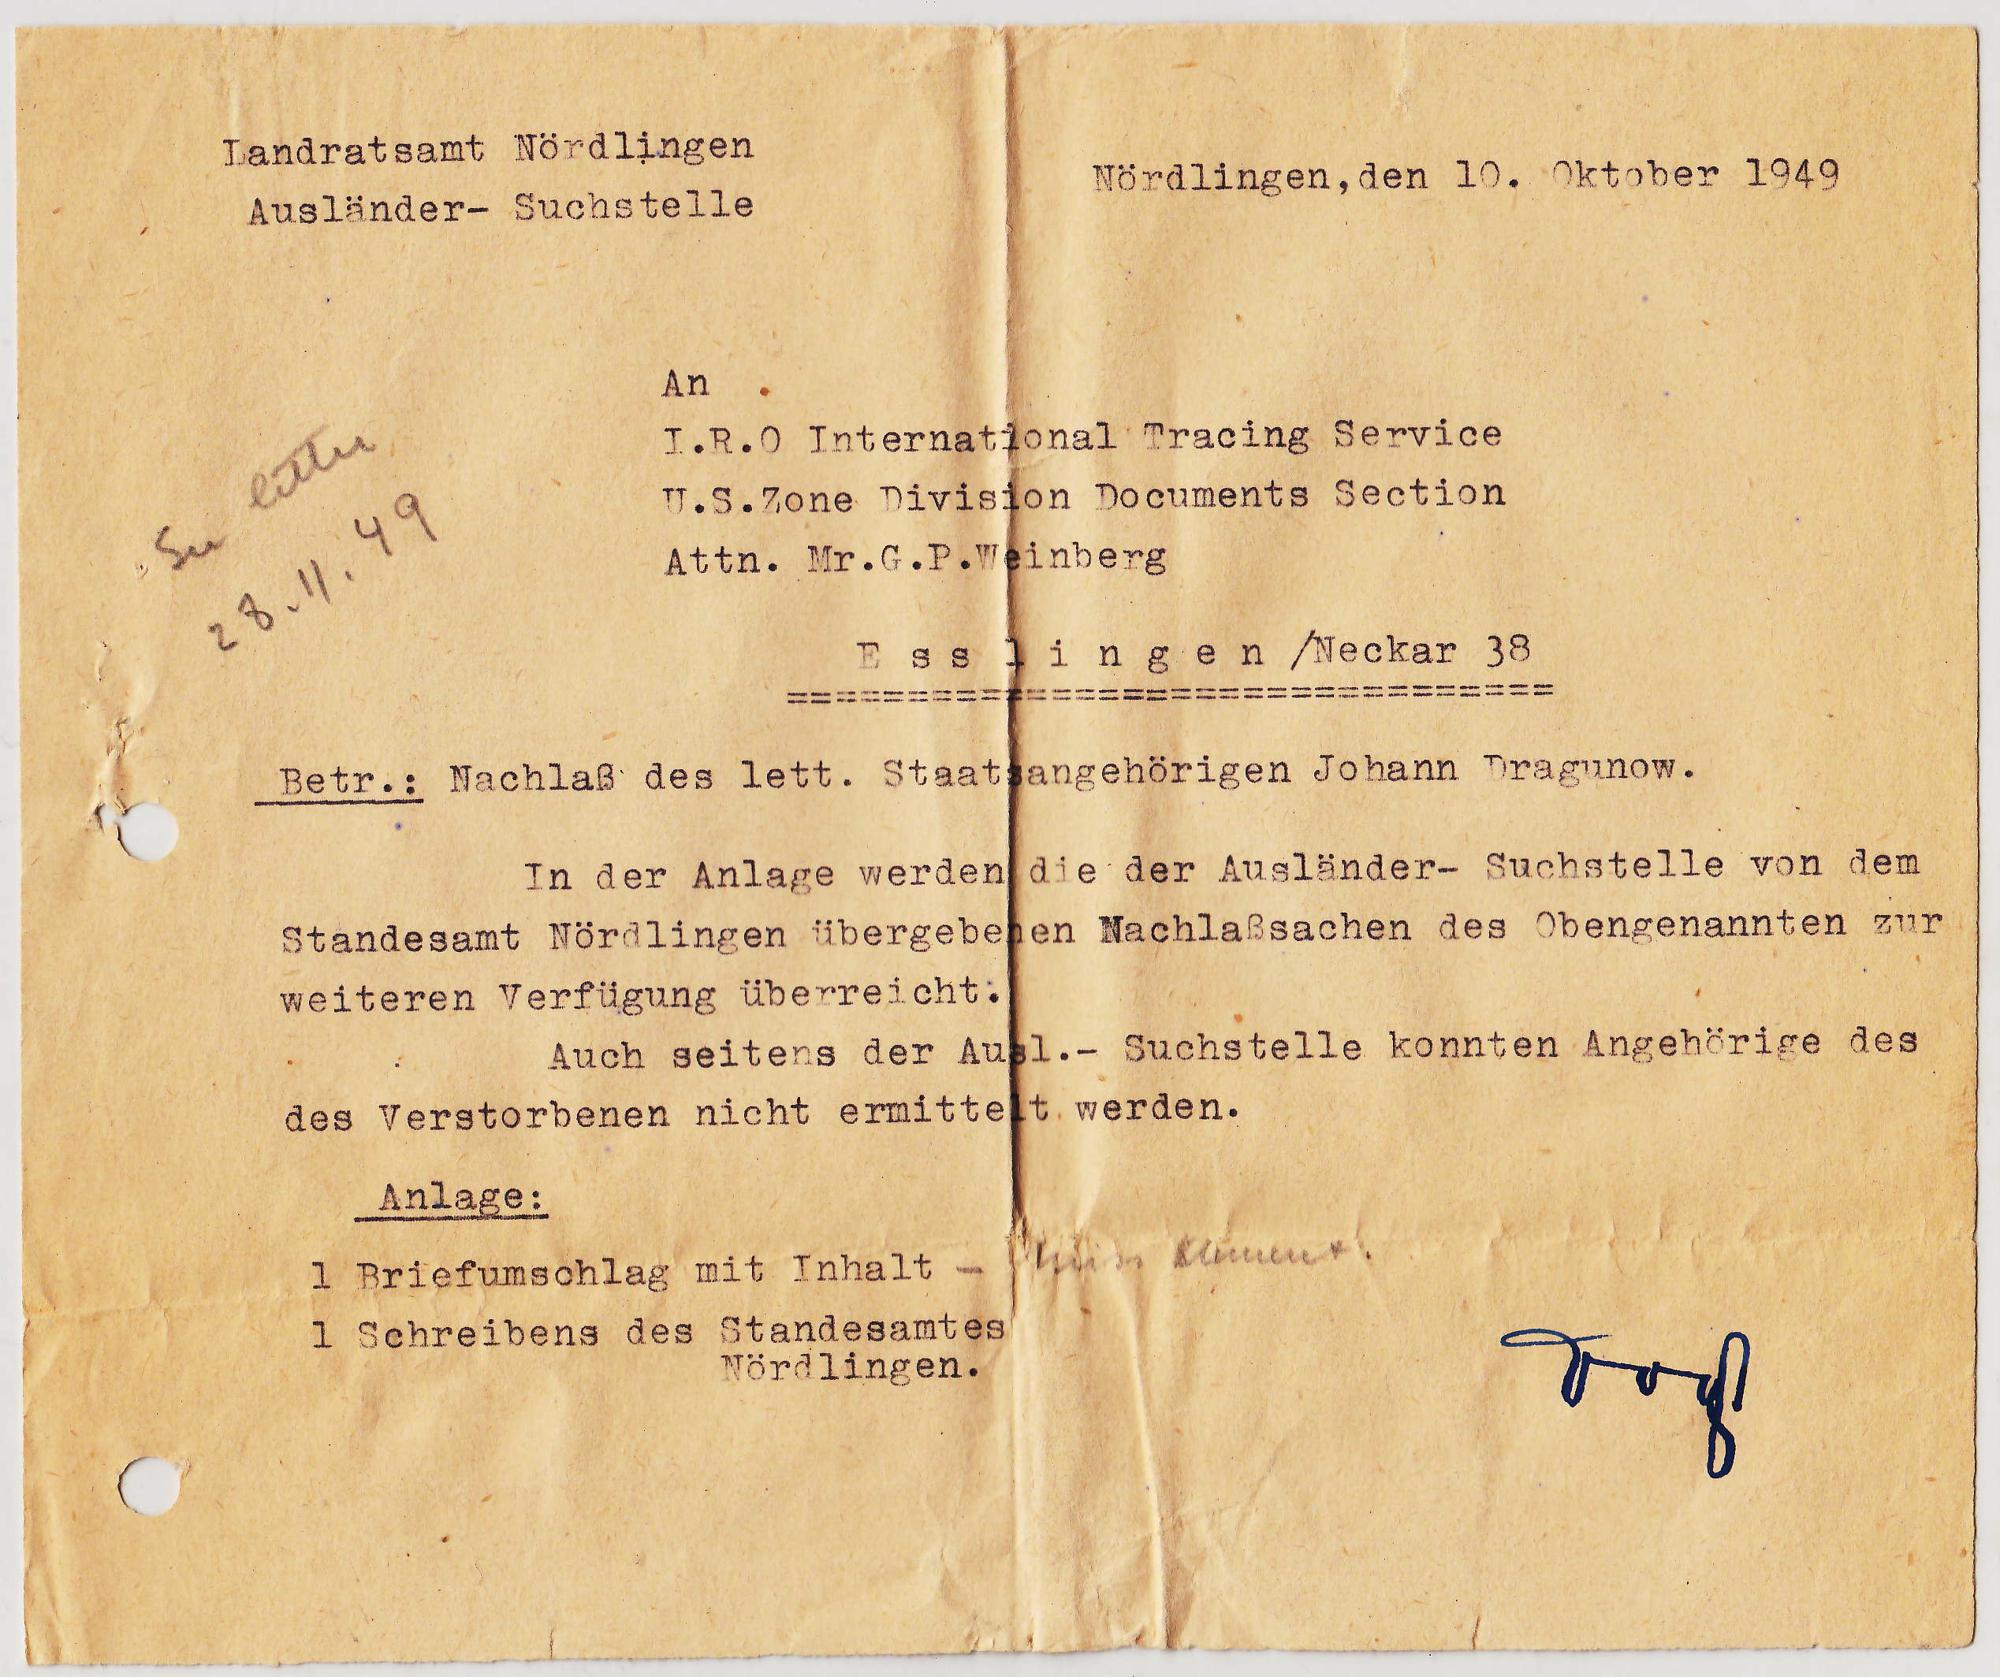 Landratsamt Nördlingen
Ausländer- Suchstelle
Nördlingen,den 10. Oktober 1949
An
I.R.O International Tracing Service
U.S.Zone Division Documents Section
Attn. Mr.G.P.Weinberg
28.11.49
E s s l i n g e n /Neckar 38
================================
Betr.: Nachlaß des lett. Staatsangehörigen Johann Dragunow.
In der Anlage werden die der Ausländer- Suchstelle von dem
Standesamt Nördlingen übergebenen Nachlaßsachen des Obengenannten zur
weiteren Verfügung überreicht.
Auch seitens der Ausl.- Suchstelle konnten Angehörige des
des Verstorbenen nicht ermittelt werden.
Anlage:
1 Briefumschlag mit Inhalt -
1 Schreibens des Standesamtes
Nördlingen.